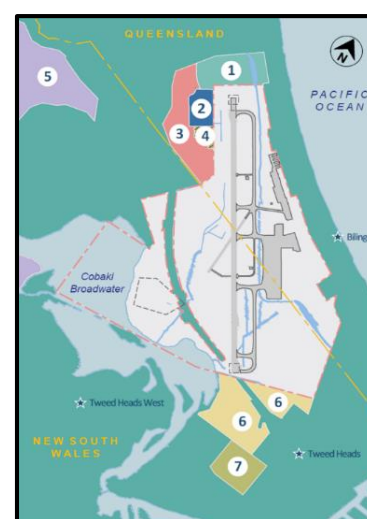 QUEENSLAND
1
5
2
PACIFIC
OCEAN
3
4
Biling
Cobaki
Broadwater
Tweed Heads West
6
6
NEW SOUTH
WALES
Tweed Heads
7